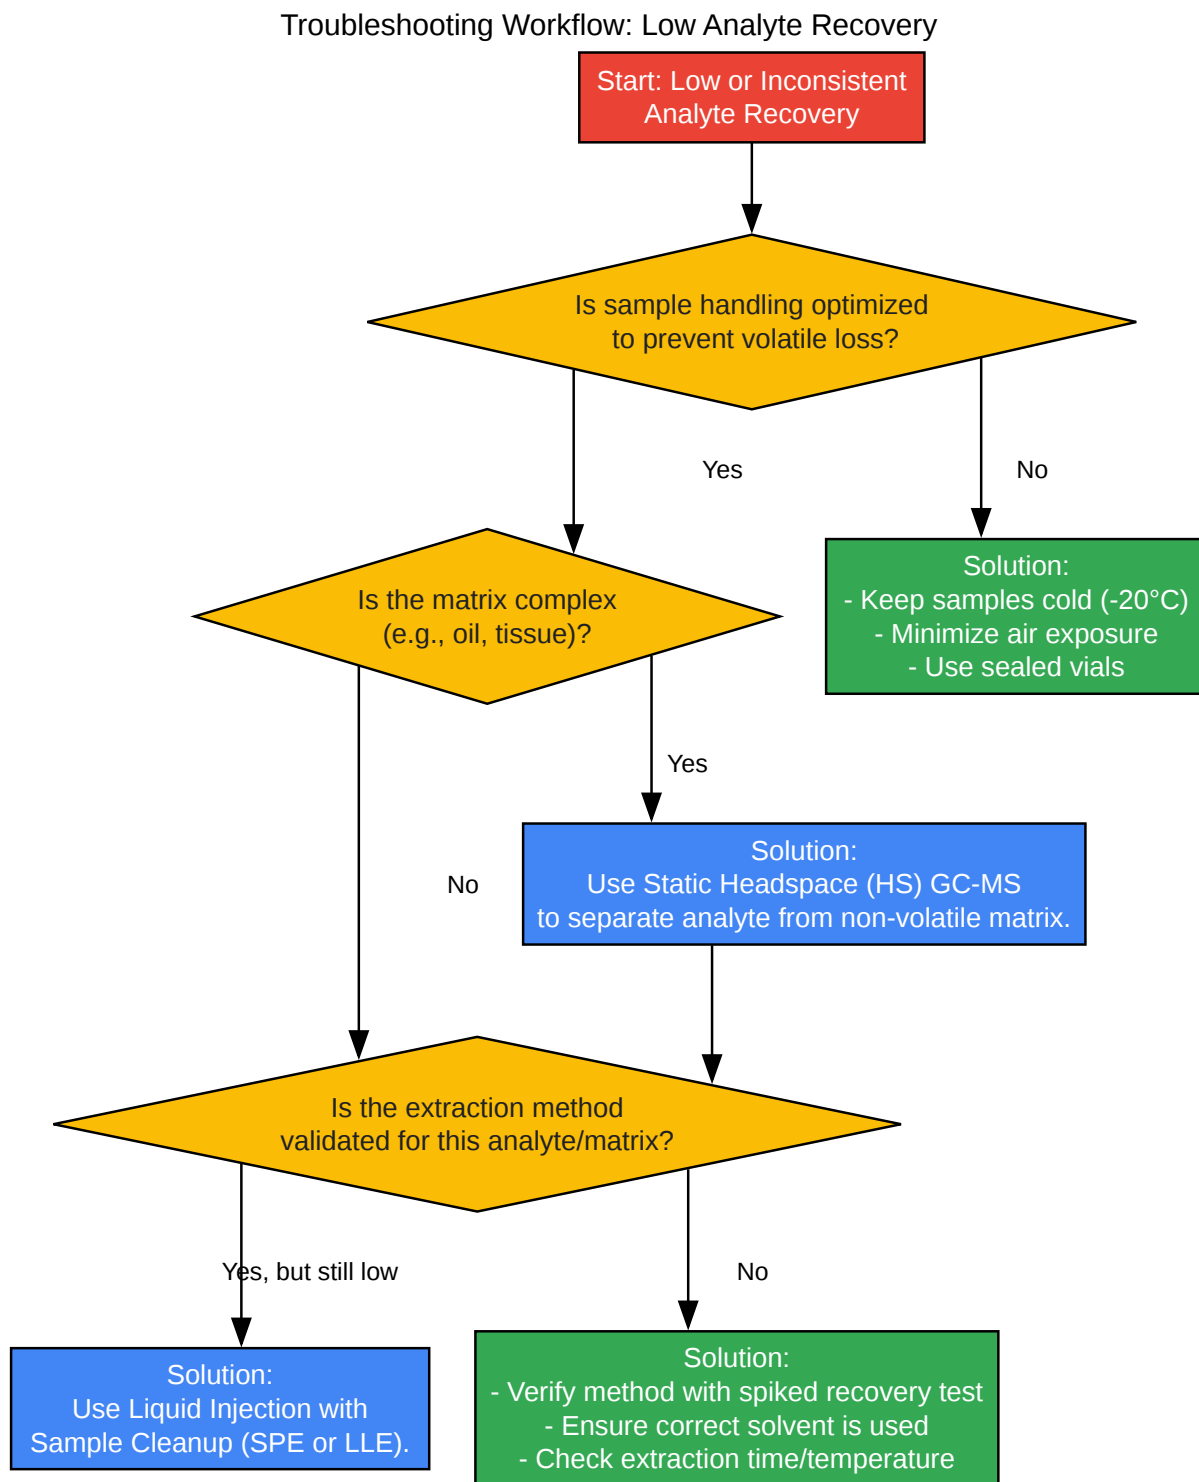 Troubleshooting Workflow: Low Analyte Recovery
Start: Low or Inconsistent
Analyte Recovery
Is sample handling optimized
to prevent volatile loss?
Yes
No
Solution:
- Keep samples cold (-20°C)
- Minimize air exposure
- Use sealed vials
Is the matrix complex
(e.g., oil, tissue)?
Yes
No
Solution:
Use Static Headspace (HS) GC-MS
to separate analyte from non-volatile matrix.
Is the extraction method
validated for this analyte/matrix?
Yes, but still low
No
Solution:
Use Liquid Injection with
Sample Cleanup (SPE or LLE).
Solution:
- Verify method with spiked recovery test
- Ensure correct solvent is used
- Check extraction time/temperature